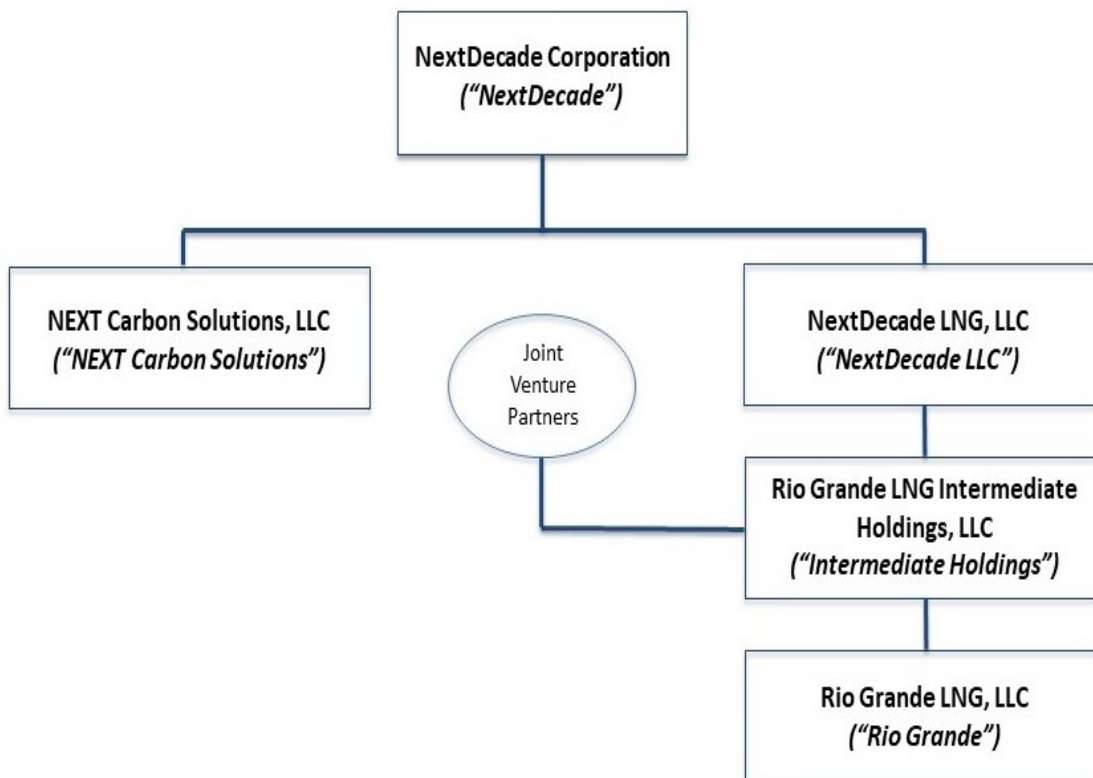 NextDecade Corporation
(“NextDecade”)
NEXT Carbon Solutions, LLC
(“NEXT Carbon Solutions”)
NextDecade LNG, LLC
(“NextDecade LLC”)
Joint
Venture
Partners
Rio Grande LNG Intermediate
Holdings, LLC
(“Intermediate Holdings”)
Rio Grande LNG, LLC
(“Rio Grande”)